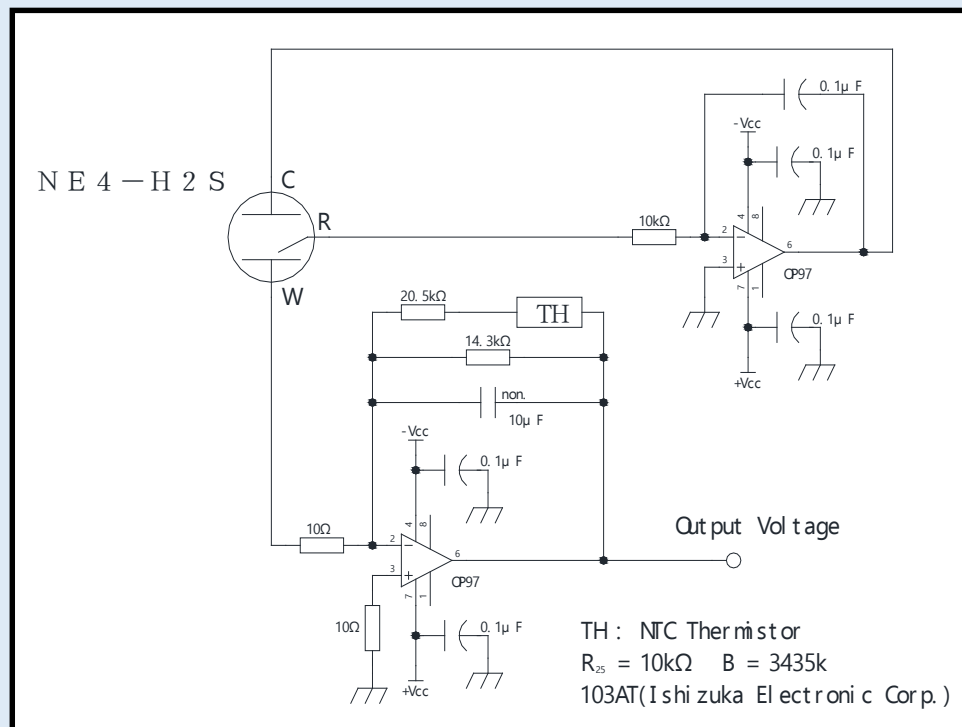 0.1µF
-Vcc
0.1µF
NE4-H2S
C
R
10kΩ
4
8
2
-
6
3
+
OP97
7
1
W
20.5kΩ
TH
0.1µF
14.3kΩ
+Vcc
non.
10µF
-Vcc
0.1µF
Output Voltage
10Ω
4
8
2
-
6
3
+
OP97
7
1
10Ω
0.1µF
+Vcc
TH: NTC Thermistor
R25 = 10kΩ B = 3435k
103AT(Ishizuka Electronic Corp.)